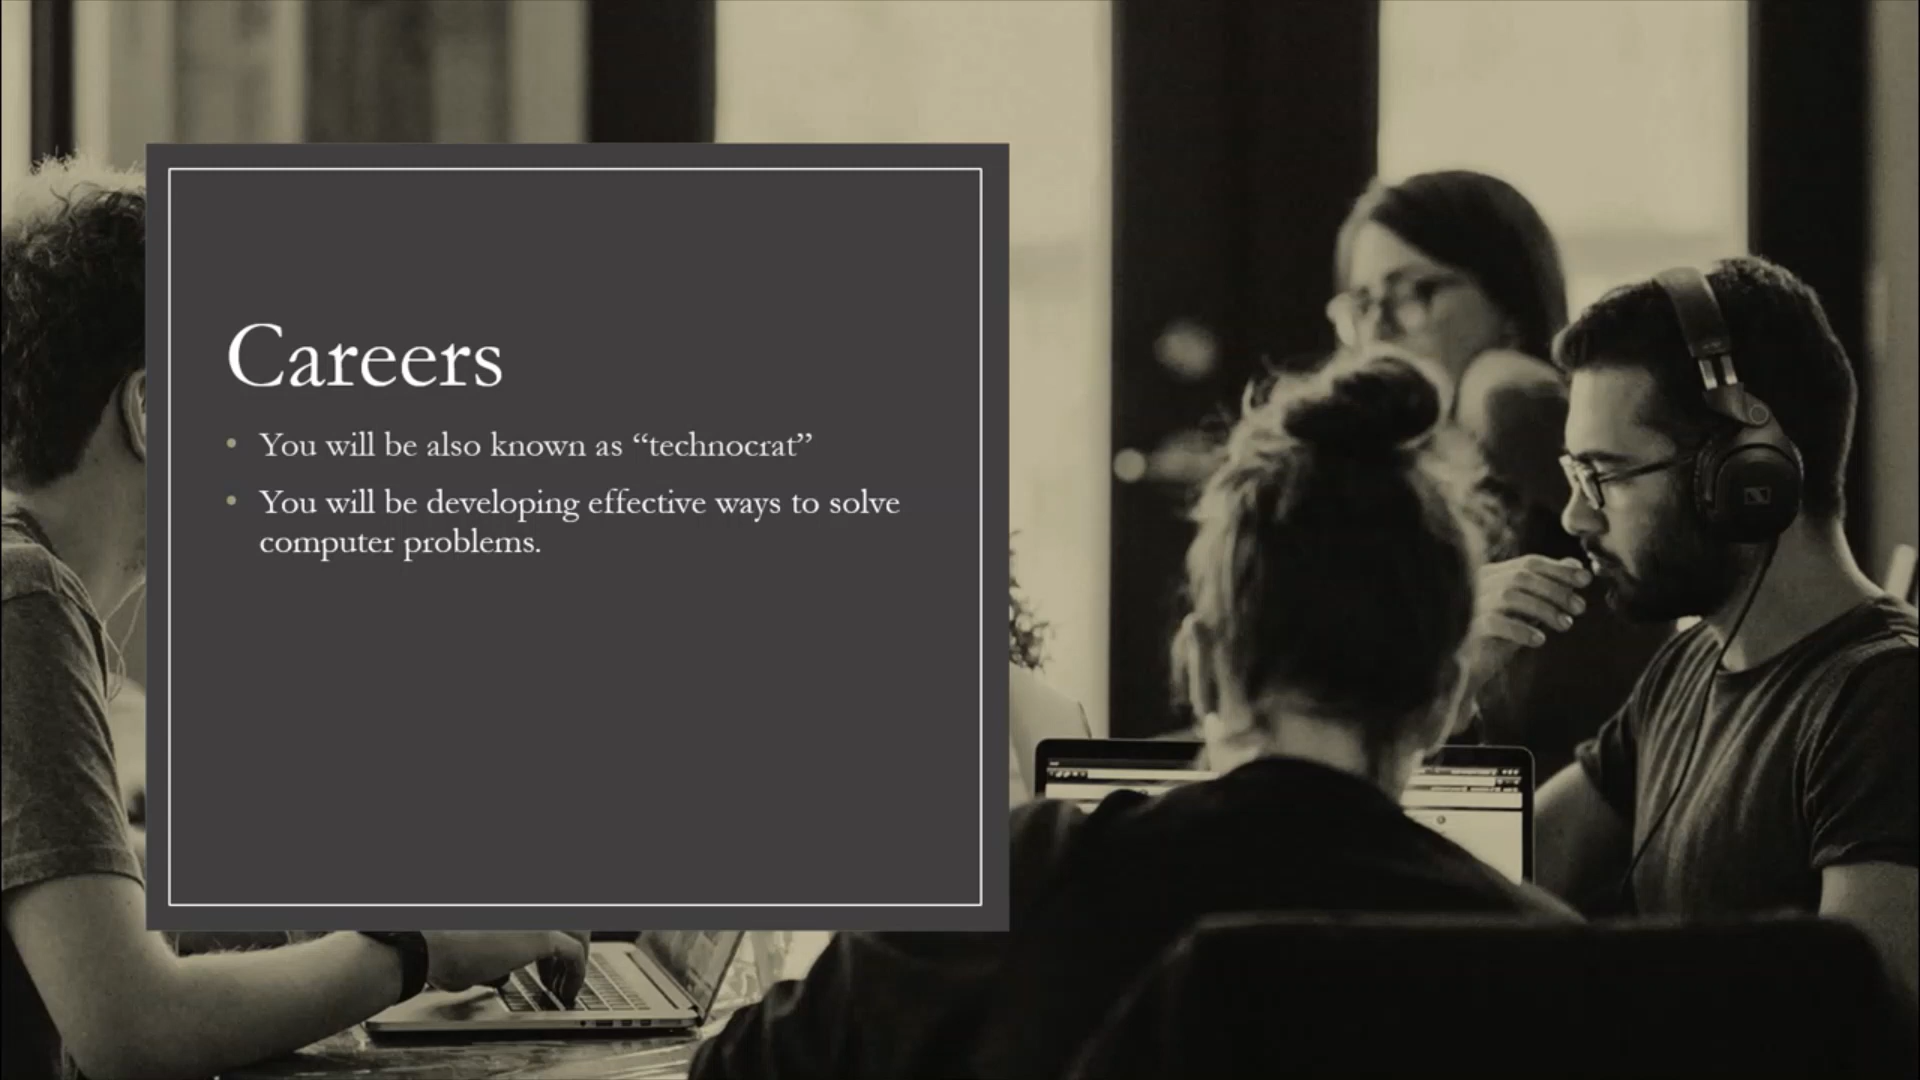 Careers
• You will be also known as “technocrat”
• You will be developing effective ways to solve
computer problems.